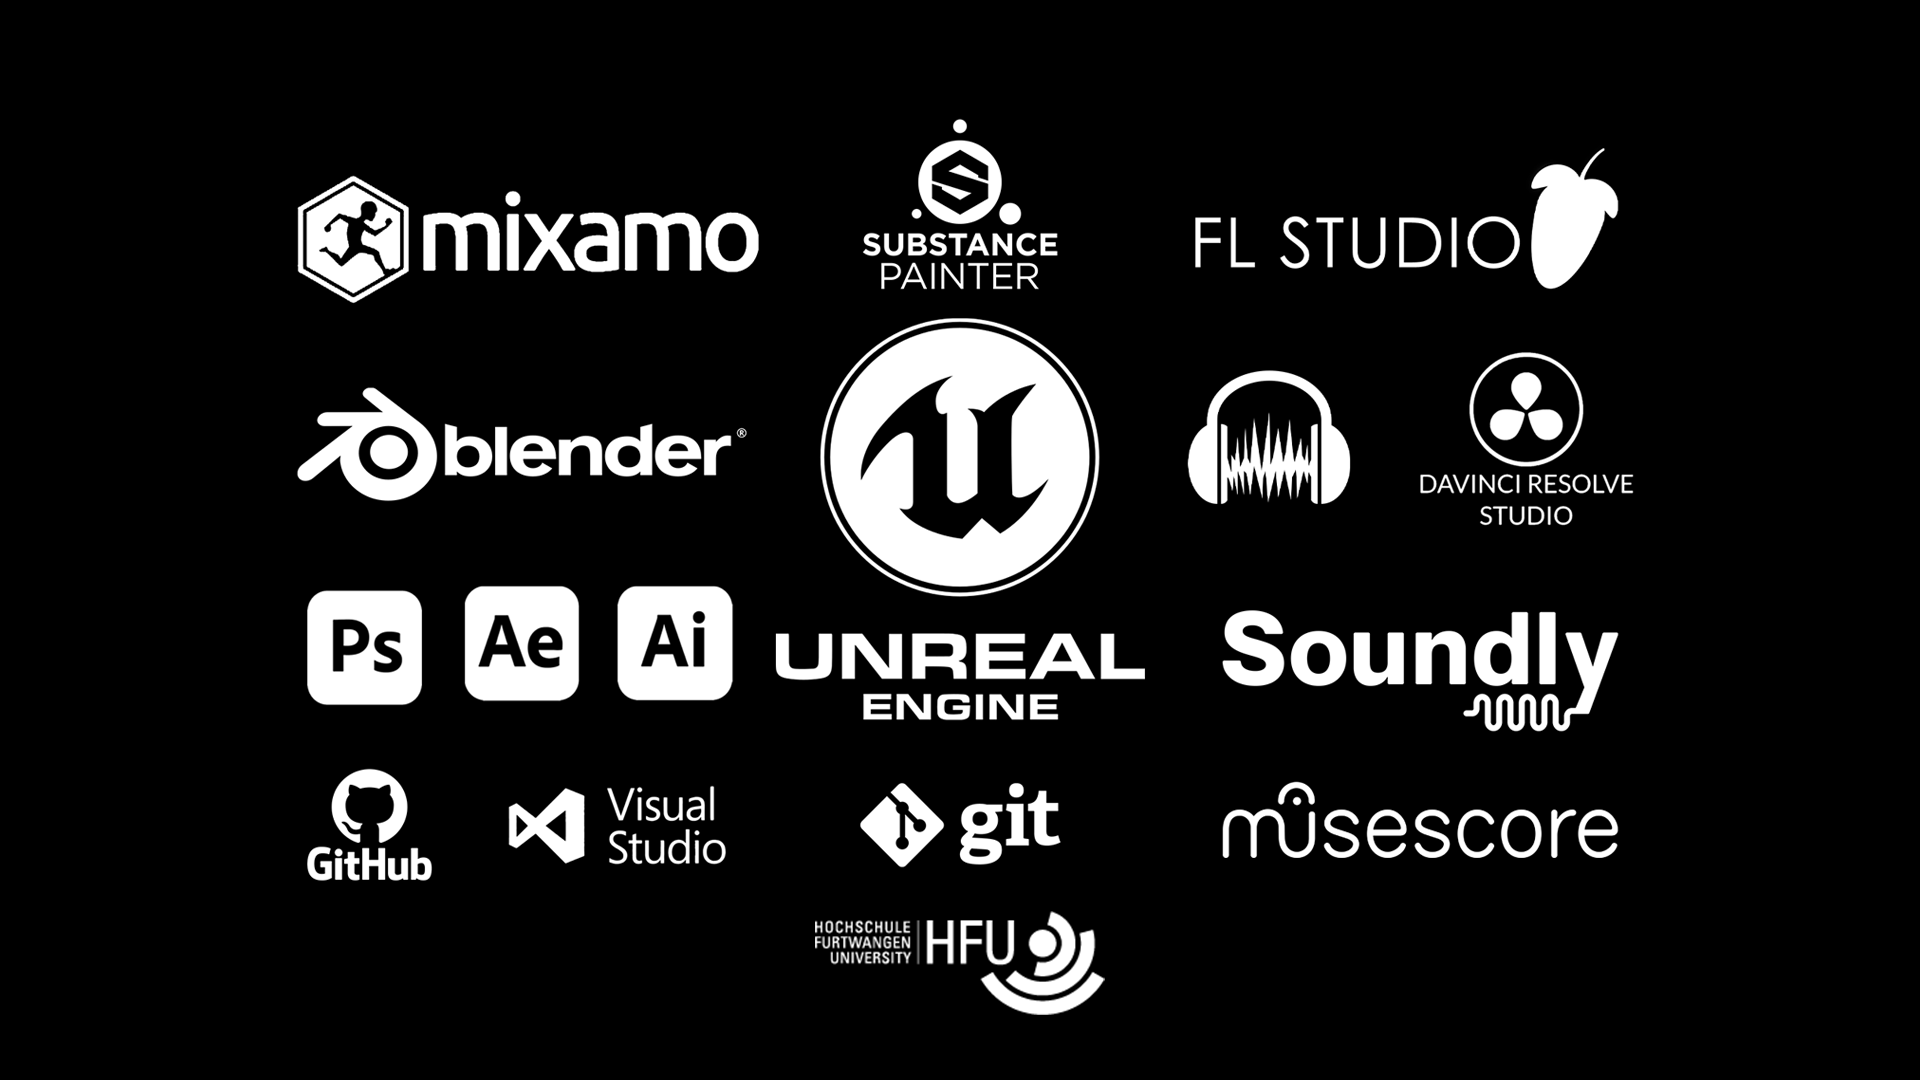 mixamo
SUBSTANCE
PAINTER
FL STUDIO
blender®
DAVINCI RESOLVE
STUDIO
Ps
Ae
Ai
UNREAL
ENGINE
Soundly
GitHub
Visual
Studio
git
musescore
HOCHSCHULE
FURTWANGEN
UNIVERSITY
HFU